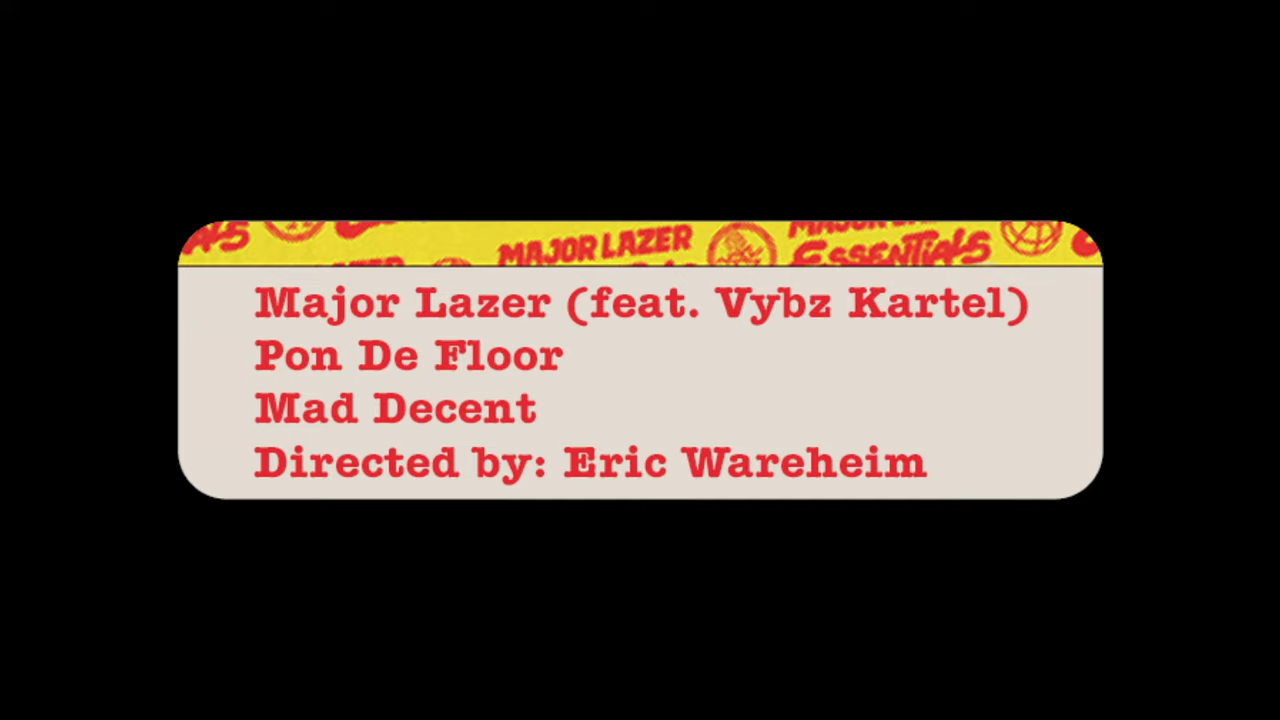 MAJOR LAZER
ESSENTIALS
Major Lazer (feat. Vybz Kartel)
Pon De Floor
Mad Decent
Directed by: Eric Wareheim